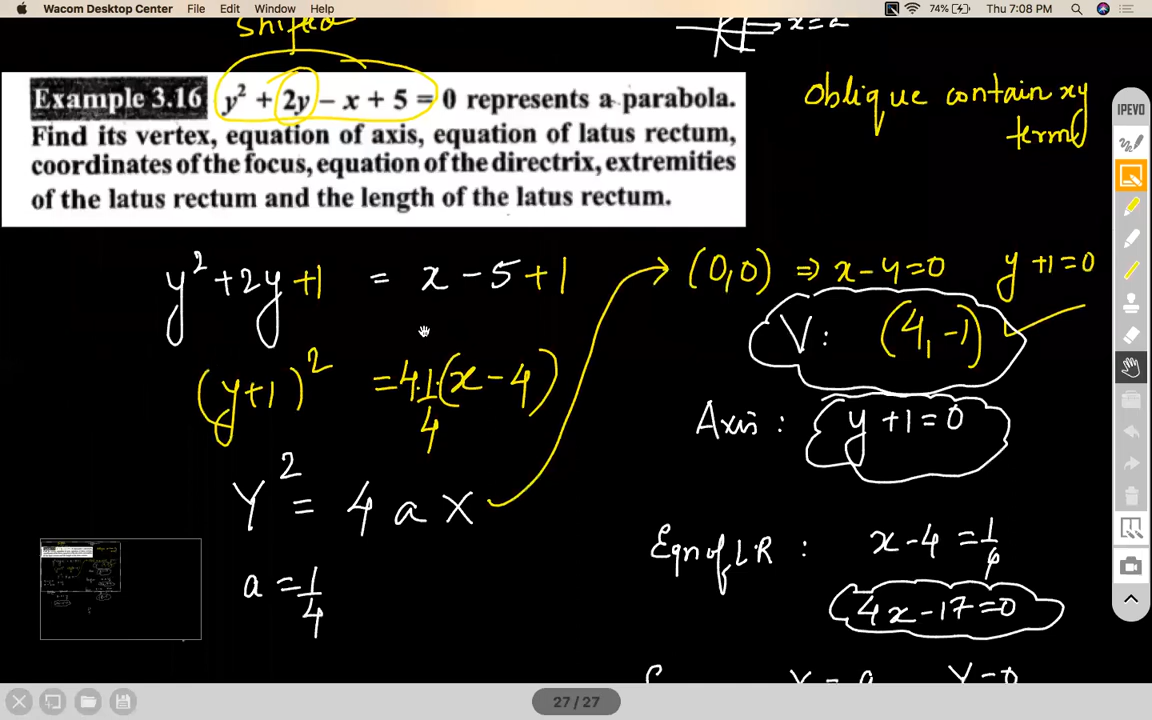 Wacom Desktop Center File Edit Window Help 74% Thu 7:08 PM
Shifted
x=a
Example 3.16 y² + 2y – x + 5 = 0 represents a parabola.
Find its vertex, equation of axis, equation of latus rectum,
coordinates of the focus, equation of the directrix, extremities
of the latus rectum and the length of the latus rectum.
Oblique contain xy
term
IPEVO
y²+2y+1 = x-5+1
(y+1)² = 4·1/4·(x-4)
Y² = 4aX
a = 1/4
(0,0) ⇒ x-4=0 y+1=0
V: (4,-1)
Axis: y+1=0
Eqn of L.R: x-4 = 1/4
4x-17=0
X = a Y=0
27 / 27